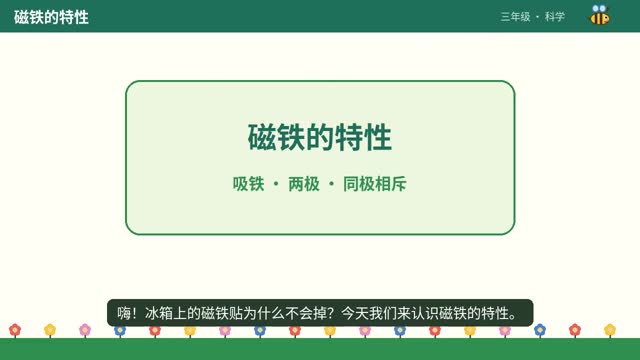 磁铁的特性
三年级 · 科学
磁铁的特性
吸铁 · 两极 · 同极相斥
嗨！冰箱上的磁铁贴为什么不会掉？今天我们来认识磁铁的特性。